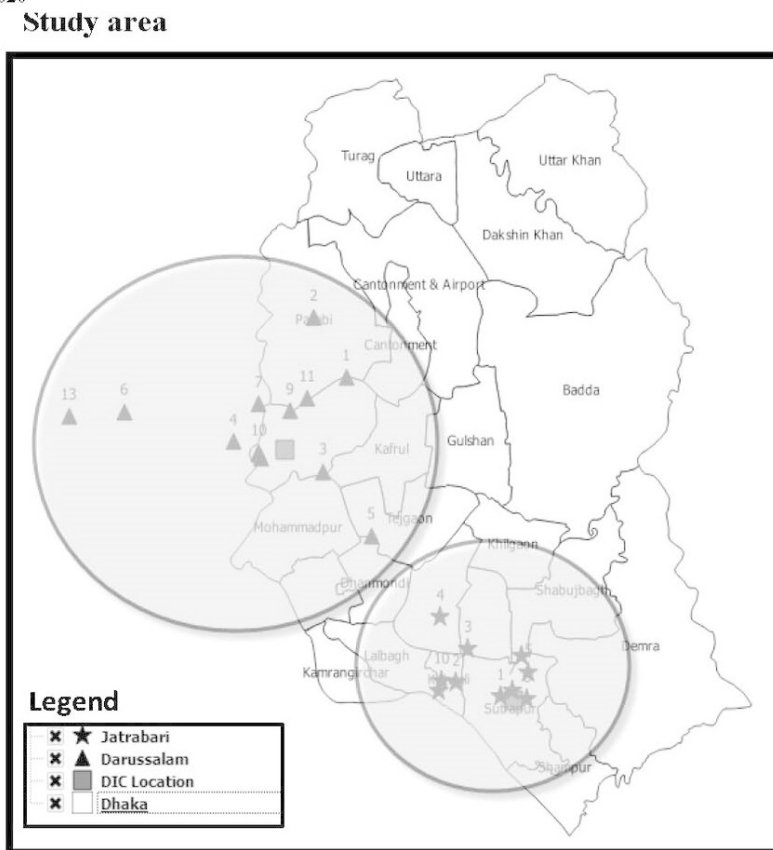 Study area
Turag
Uttara
Uttar Khan
Dakshin Khan
Cantonment & Airport
2
Cantonment
1
11
9
7
13
6
4
10
3
Kafrul
Badda
Gulshan
Mohammadpur
5
Tejgaon
Khilgaon
Dhanmondi
Shabujbagh
4
3
Lalbagh
Demra
Kamrangirchar
10
2
1
Sutrapur
Shampur
Legend
Jatrabari
Darussalam
DIC Location
Dhaka